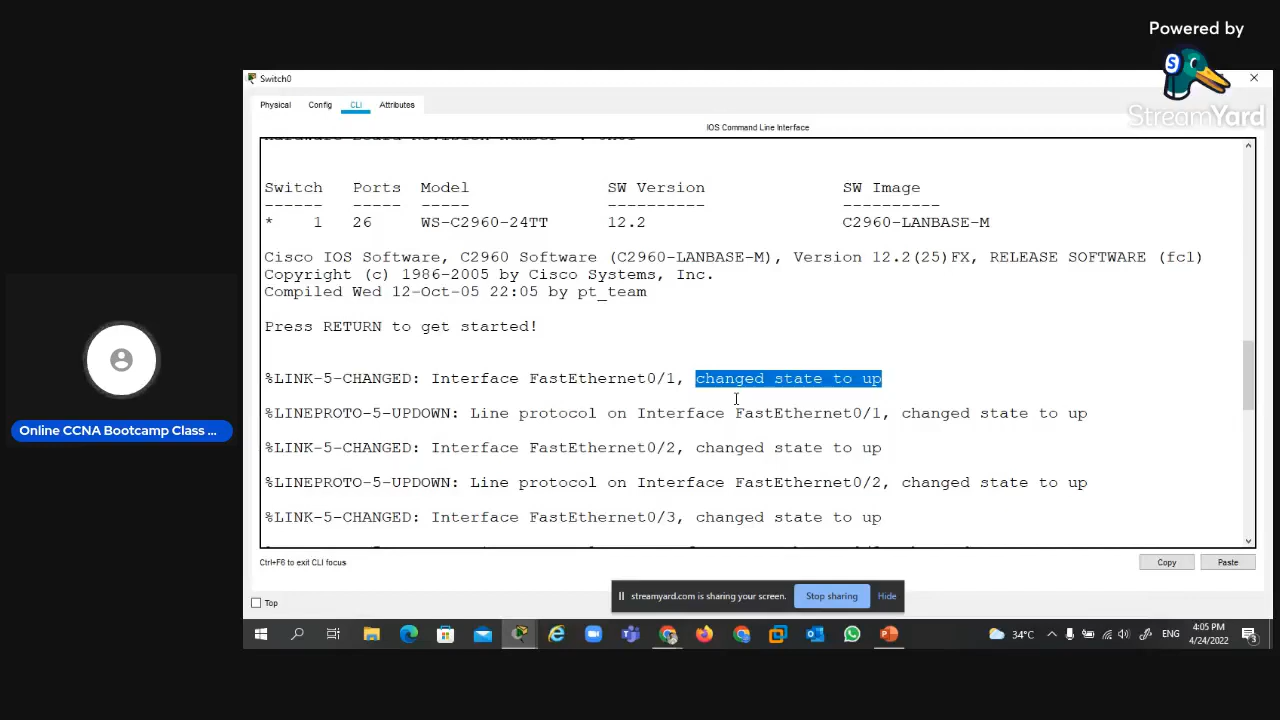 Powered by
StreamYard
Switch0
Physical Config CLI Attributes
IOS Command Line Interface
Switch Ports Model SW Version SW Image
------ ----- ----- ---------- ----------
* 1 26 WS-C2960-24TT 12.2 C2960-LANBASE-M
Cisco IOS Software, C2960 Software (C2960-LANBASE-M), Version 12.2(25)FX, RELEASE SOFTWARE (fc1)
Copyright (c) 1986-2005 by Cisco Systems, Inc.
Compiled Wed 12-Oct-05 22:05 by pt_team
Press RETURN to get started!
%LINK-5-CHANGED: Interface FastEthernet0/1, changed state to up
%LINEPROTO-5-UPDOWN: Line protocol on Interface FastEthernet0/1, changed state to up
%LINK-5-CHANGED: Interface FastEthernet0/2, changed state to up
%LINEPROTO-5-UPDOWN: Line protocol on Interface FastEthernet0/2, changed state to up
%LINK-5-CHANGED: Interface FastEthernet0/3, changed state to up
Ctrl+F6 to exit CLI focus
Copy Paste
Top
streamyard.com is sharing your screen. Stop sharing Hide
Online CCNA Bootcamp Class ...
34°C ENG 4:05 PM
4/24/2022 3